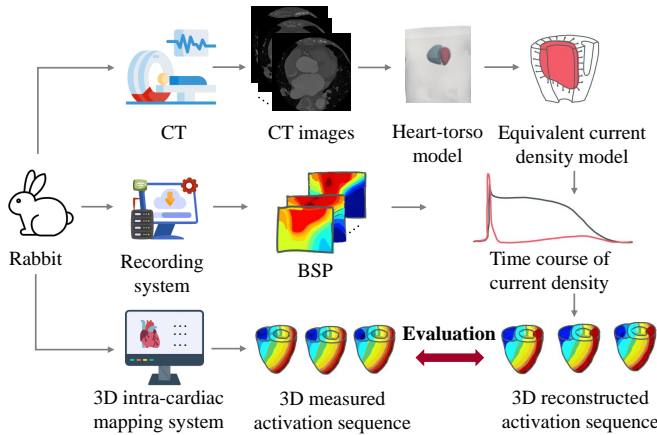 CT
CT images
Heart-torso
model
Equivalent current
density model
Rabbit
Recording
system
BSP
Time course of
current density
Evaluation
3D intra-cardiac
mapping system
3D measured
activation sequence
3D reconstructed
activation sequence